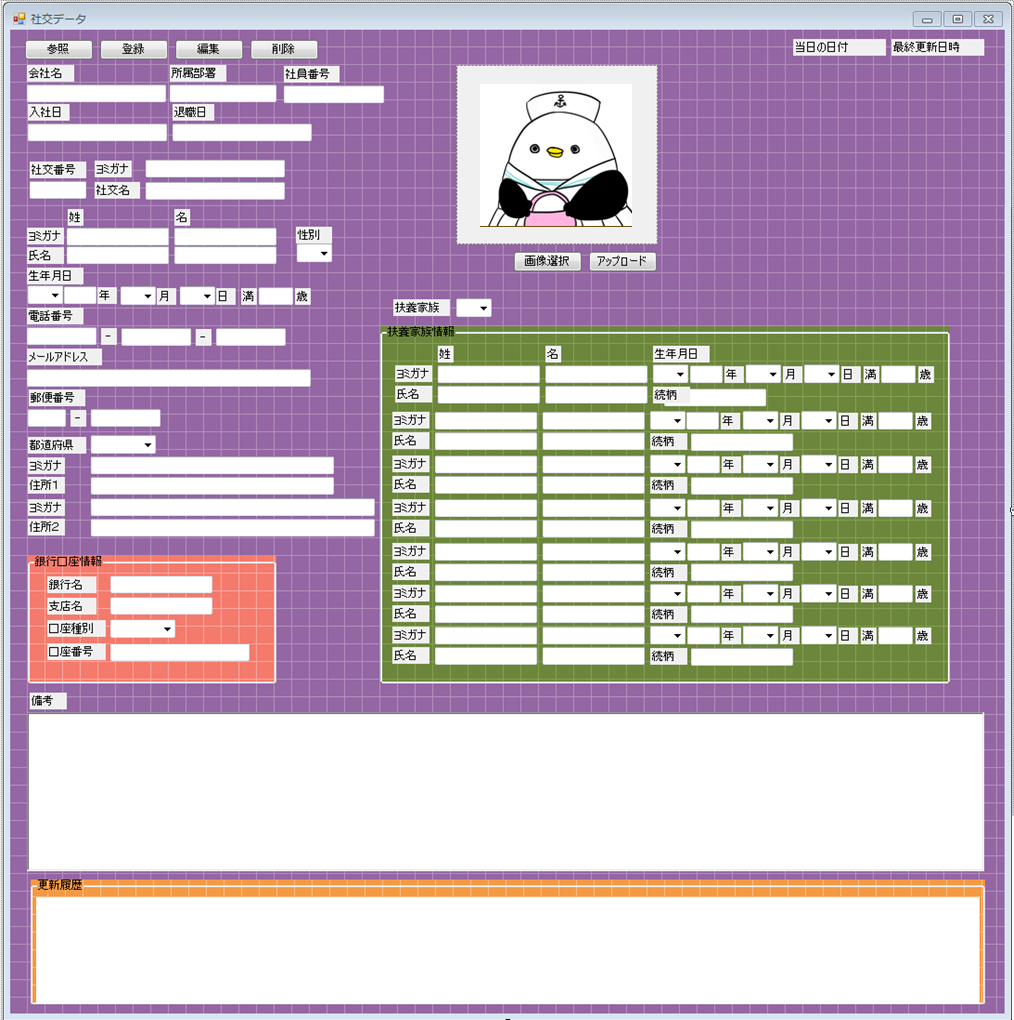 社交データ
参照 登録 編集 削除 当日の日付 最終更新日時
会社名 所属部署 社員番号
入社日 退職日
社交番号 ヨミガナ
社交名
姓 名
ヨミガナ 性別
氏名
生年月日
年 月 日 満 歳
電話番号
- -
メールアドレス
郵便番号
-
都道府県
ヨミガナ
住所1
ヨミガナ
住所2
銀行口座情報
銀行名
支店名
口座種別
口座番号
画像選択 アップロード
扶養家族
扶養家族情報
姓 名 生年月日
ヨミガナ 年 月 日 満 歳
氏名 続柄
ヨミガナ 年 月 日 満 歳
氏名 続柄
ヨミガナ 年 月 日 満 歳
氏名 続柄
ヨミガナ 年 月 日 満 歳
氏名 続柄
ヨミガナ 年 月 日 満 歳
氏名 続柄
ヨミガナ 年 月 日 満 歳
氏名 続柄
ヨミガナ 年 月 日 満 歳
氏名 続柄
備考
更新履歴